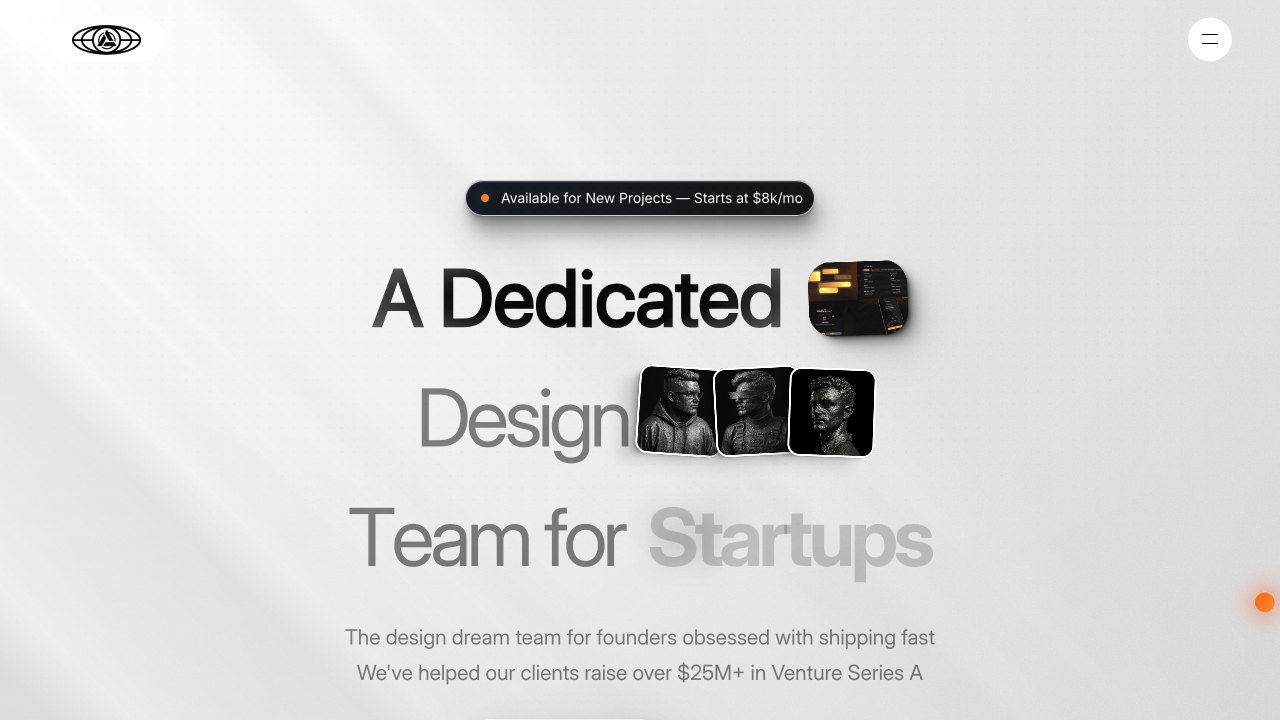 Available for New Projects — Starts at $8k/mo
A Dedicated
Design
Team for Startups
The design dream team for founders obsessed with shipping fast
We've helped our clients raise over $25M+ in Venture Series A